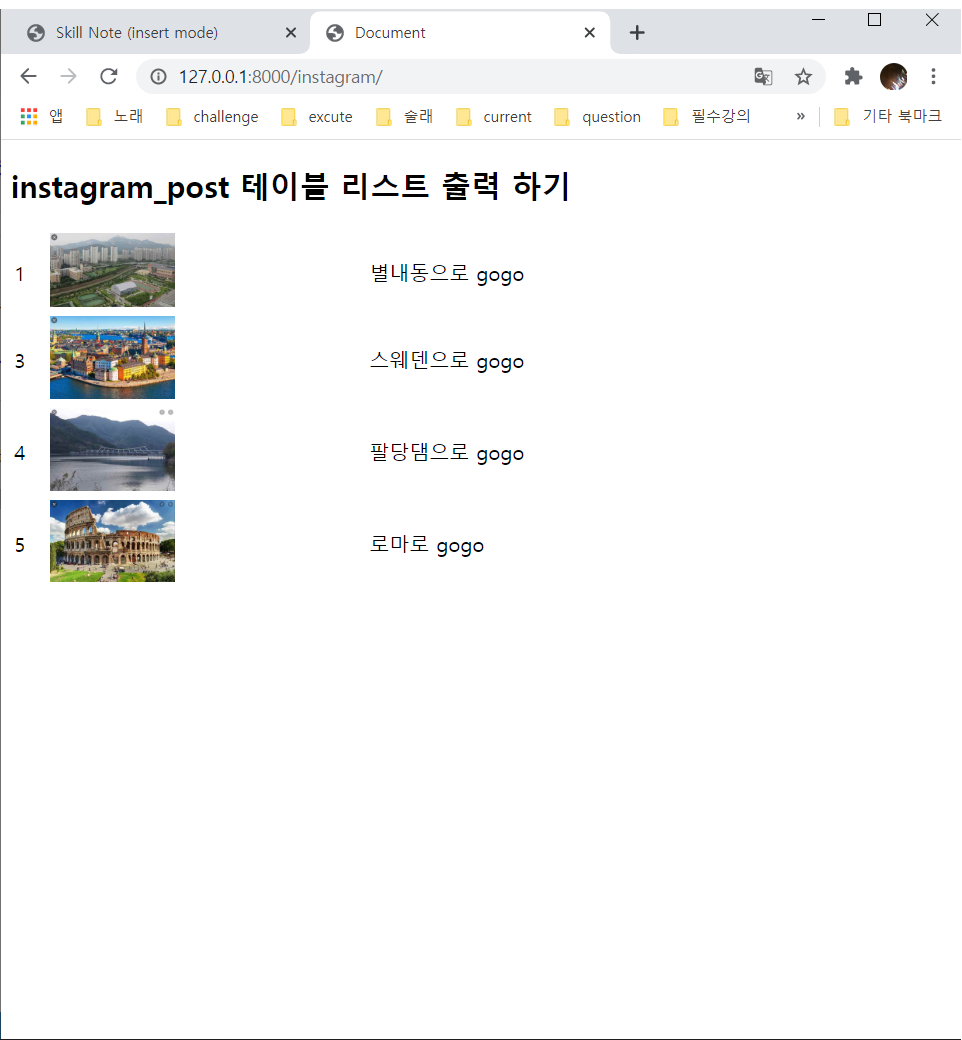 Skill Note (insert mode)
Document
127.0.0.1:8000/instagram/
앱 노래 challenge excute 술래 current question 필수강의 » 기타 북마크
instagram_post 테이블 리스트 출력 하기
1 별내동으로 gogo
3 스웨덴으로 gogo
4 팔당댐으로 gogo
5 로마로 gogo